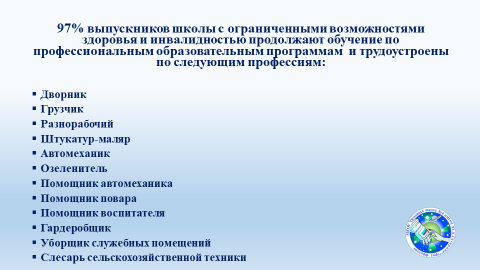 97% выпускников школы с ограниченными возможностями
здоровья и инвалидностью продолжают обучение по
профессиональным образовательным программам и трудоустроены
по следующим профессиям:
▪ Дворник
▪ Грузчик
▪ Разнорабочий
▪ Штукатур-маляр
▪ Автомеханик
▪ Озеленитель
▪ Помощник автомеханика
▪ Помощник повара
▪ Помощник воспитателя
▪ Гардеробщик
▪ Уборщик служебных помещений
▪ Слесарь сельскохозяйственной техники